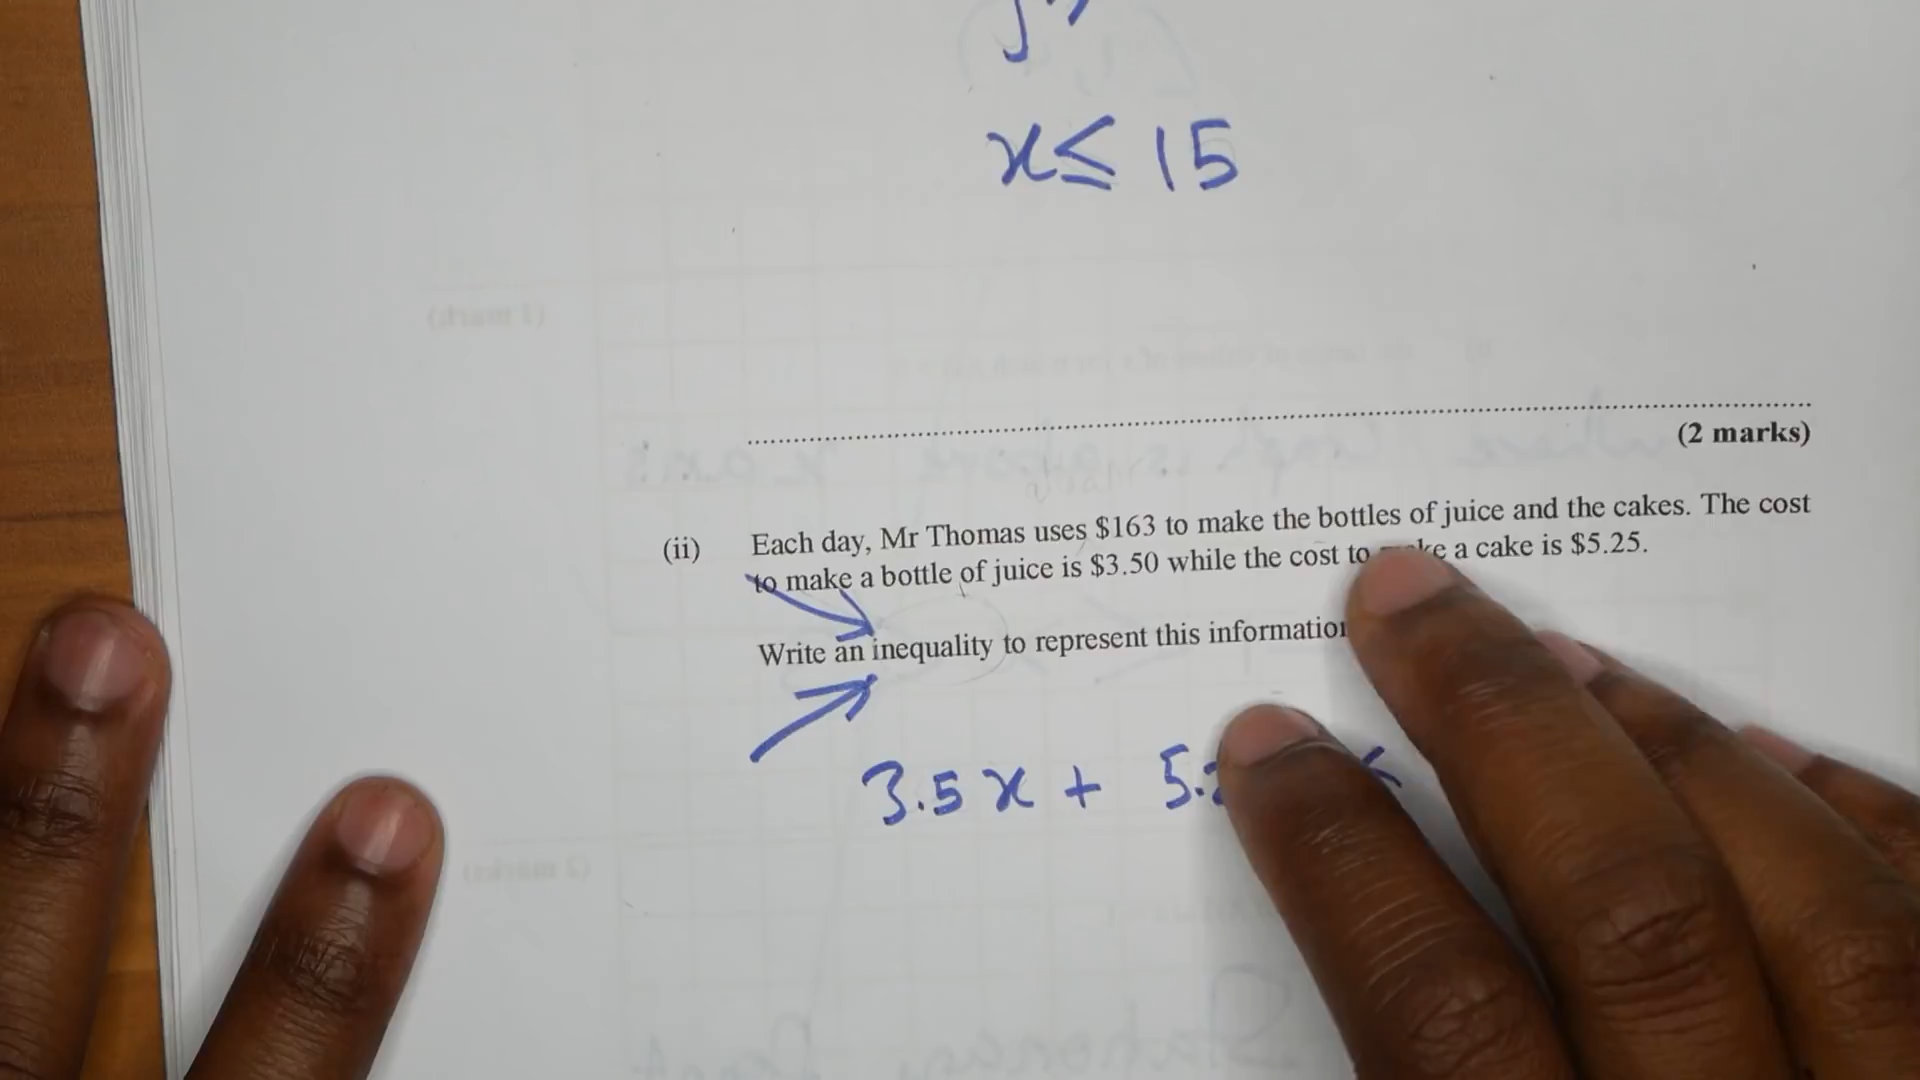 x ≤ 15
(2 marks)
(ii) Each day, Mr Thomas uses $163 to make the bottles of juice and the cakes. The cost
to make a bottle of juice is $3.50 while the cost to a cake is $5.25.
Write an inequality to represent this
3.5x +